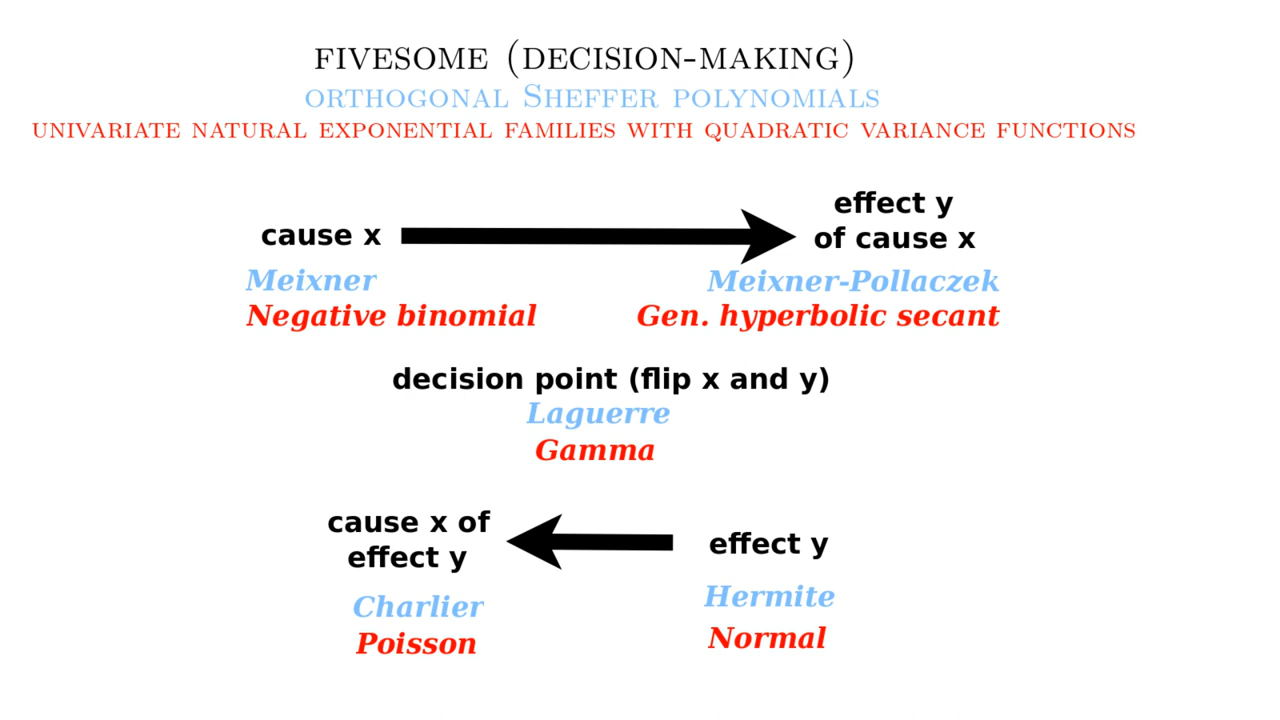 FIVESOME (DECISION-MAKING)
ORTHOGONAL SHEFFER POLYNOMIALS
UNIVARIATE NATURAL EXPONENTIAL FAMILIES WITH QUADRATIC VARIANCE FUNCTIONS
cause x
effect y
of cause x
Meixner
Meixner-Pollaczek
Negative binomial
Gen. hyperbolic secant
decision point (flip x and y)
Laguerre
Gamma
cause x of
effect y
effect y
Charlier
Hermite
Poisson
Normal